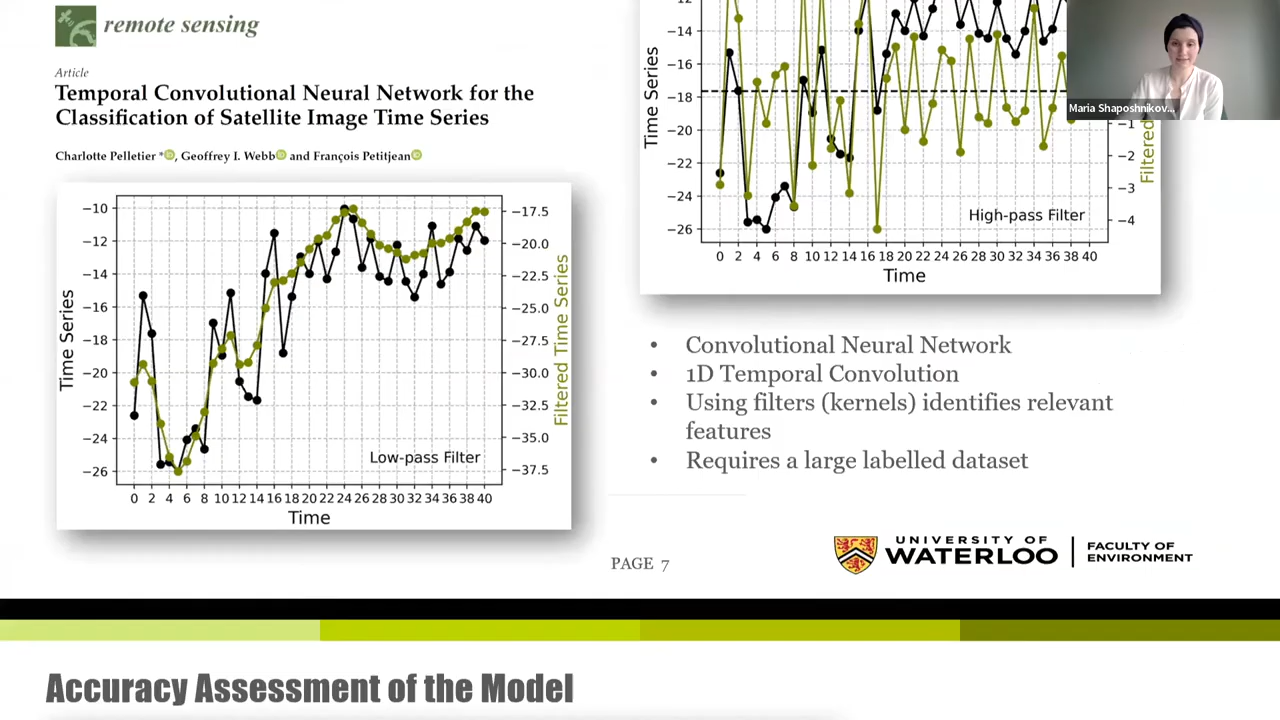 remote sensing
Article
Temporal Convolutional Neural Network for the
Classification of Satellite Image Time Series
Charlotte Pelletier *, Geoffrey I. Webb and François Petitjean
−10
−12
−14
−16
−18
−20
−22
−24
−26
Time Series
−17.5
−20.0
−22.5
−25.0
−27.5
−30.0
−32.5
−35.0
−37.5
Filtered Time Series
Low-pass Filter
0 2 4 6 8 10 12 14 16 18 20 22 24 26 28 30 32 34 36 38 40
Time
−14
−16
−18
−20
−22
−24
−26
Time Series
Maria Shaposhnikov...
−1
−2
−3
−4
Filtered
High-pass Filter
0 2 4 6 8 10 12 14 16 18 20 22 24 26 28 30 32 34 36 38 40
Time
• Convolutional Neural Network
• 1D Temporal Convolution
• Using filters (kernels) identifies relevant
features
• Requires a large labelled dataset
PAGE 7
UNIVERSITY OF
WATERLOO
FACULTY OF
ENVIRONMENT
Accuracy Assessment of the Model